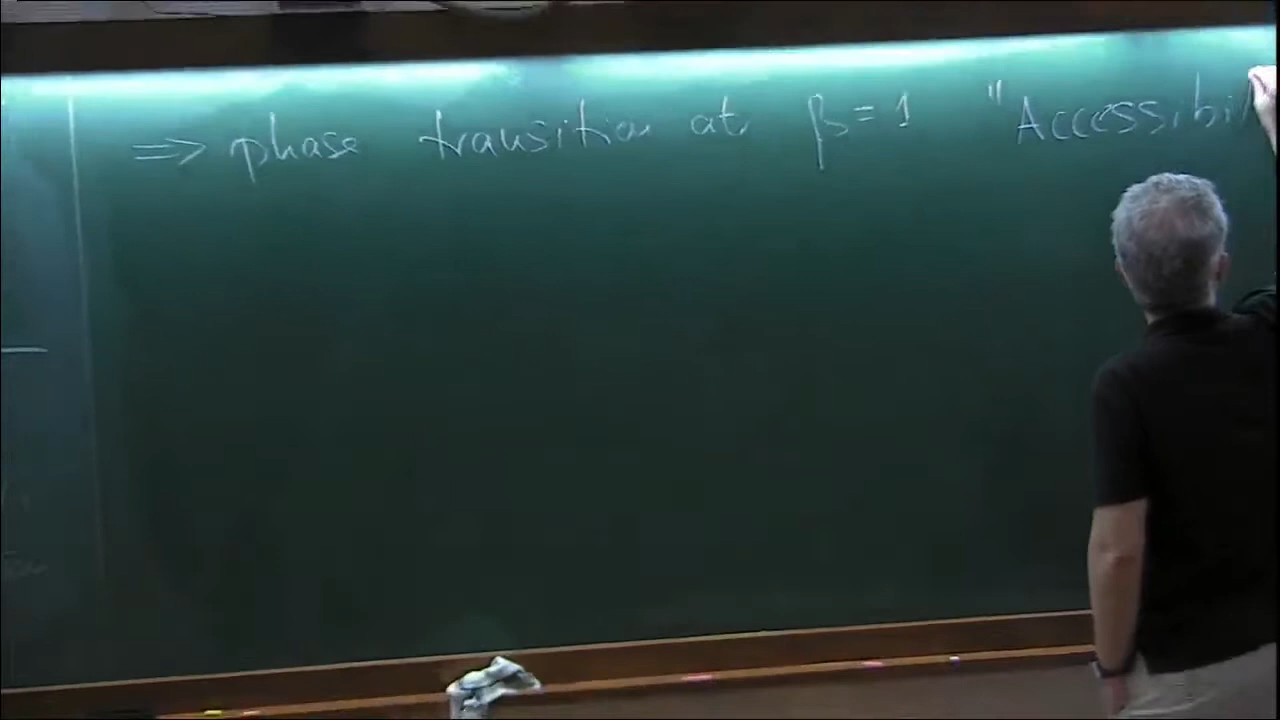 => phase transition at β = 1 "Accessibil